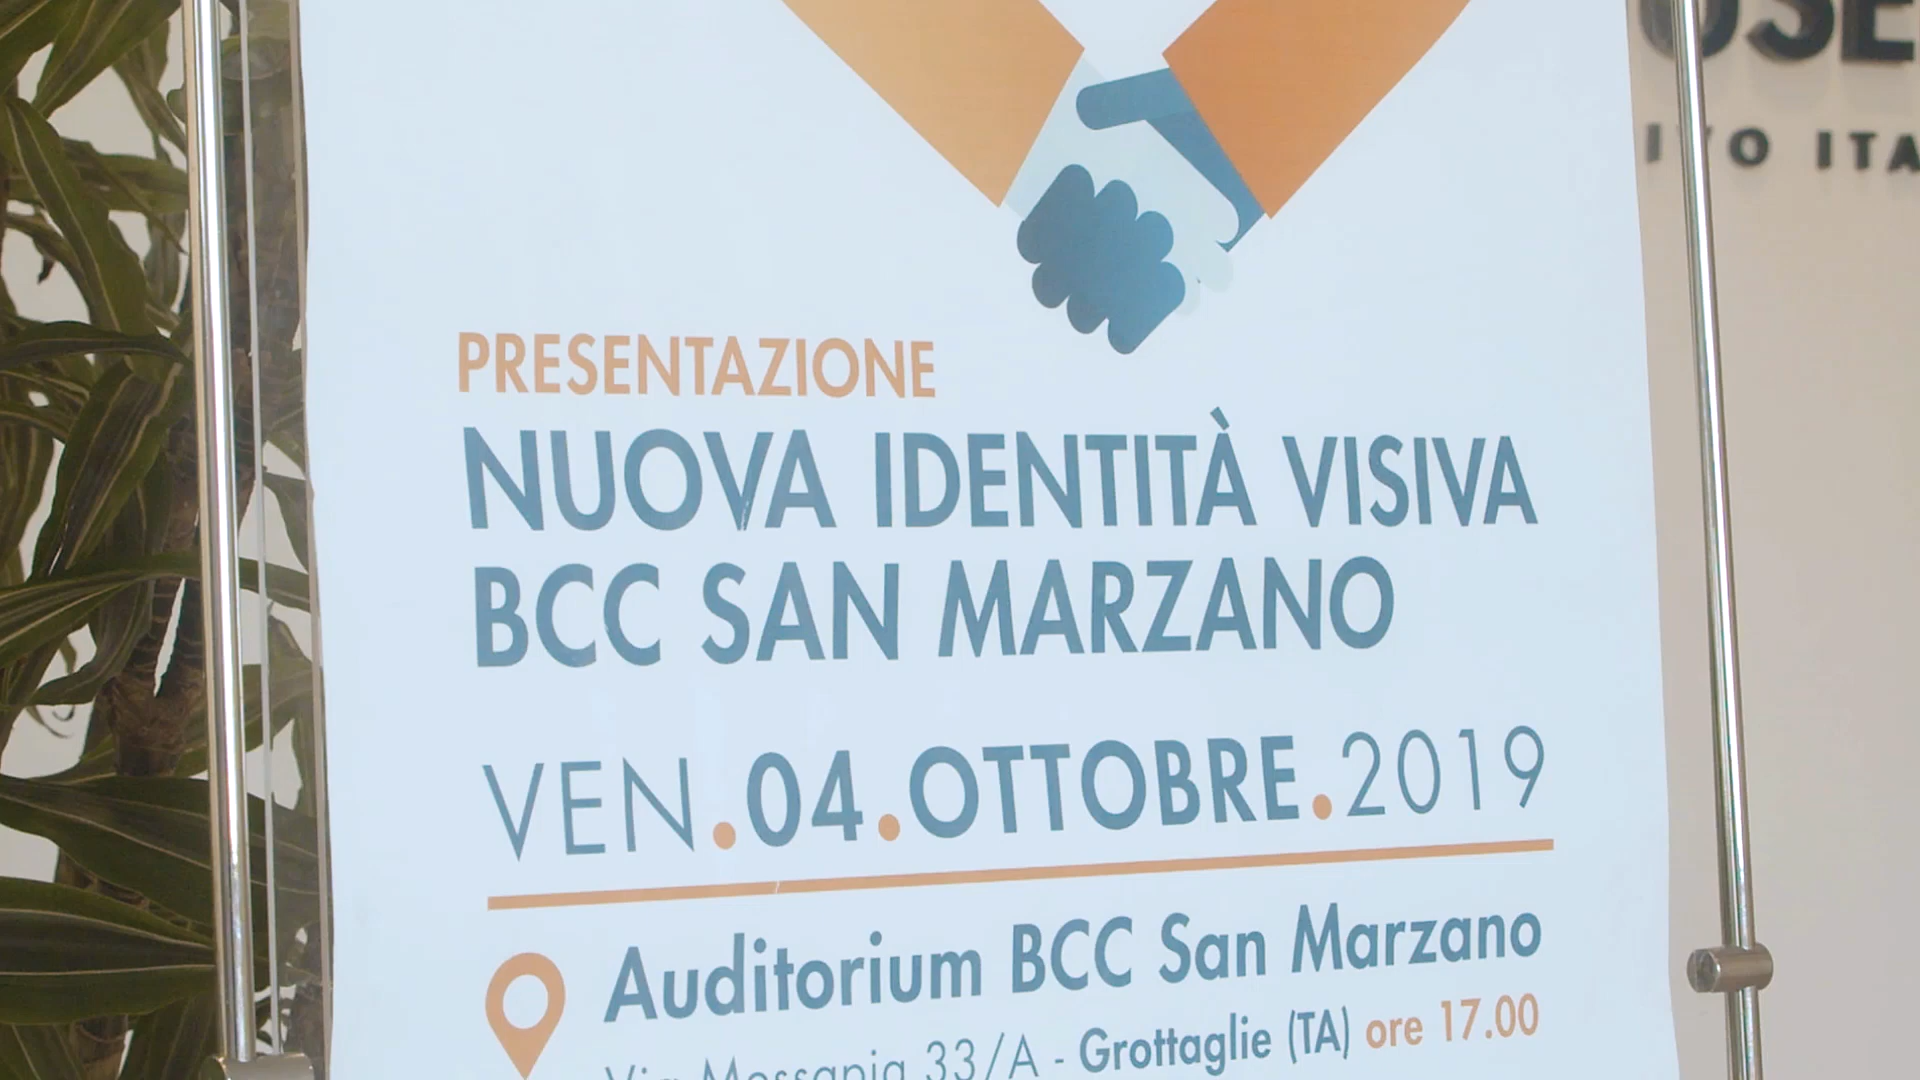 PRESENTAZIONE
NUOVA IDENTITÀ VISIVA
BCC SAN MARZANO
VEN.04.OTTOBRE.2019
Auditorium BCC San Marzano
33/A - Grottaglie (TA) ore 17.00